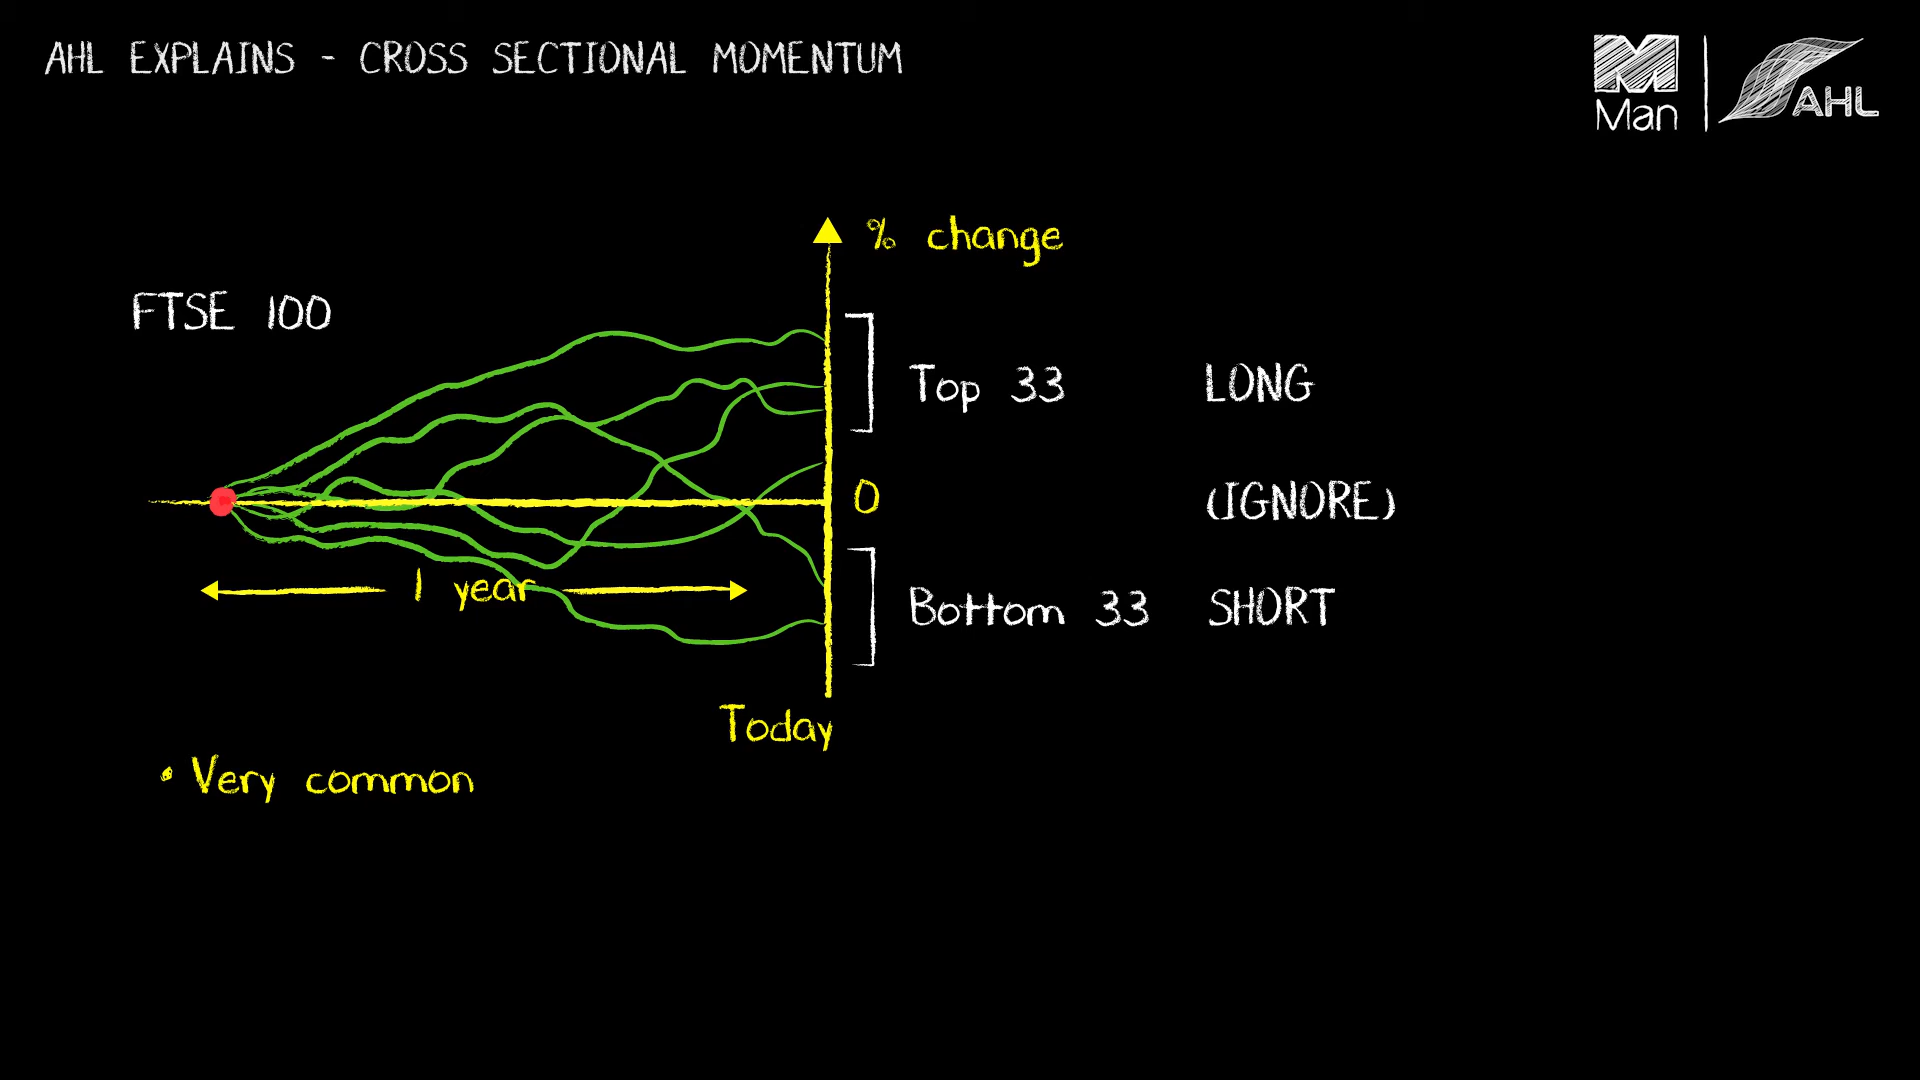 AHL EXPLAINS - CROSS SECTIONAL MOMENTUM
Man
AHL
% change
FTSE 100
Top 33 LONG
0 (IGNORE)
1 year
Bottom 33 SHORT
Today
• Very common